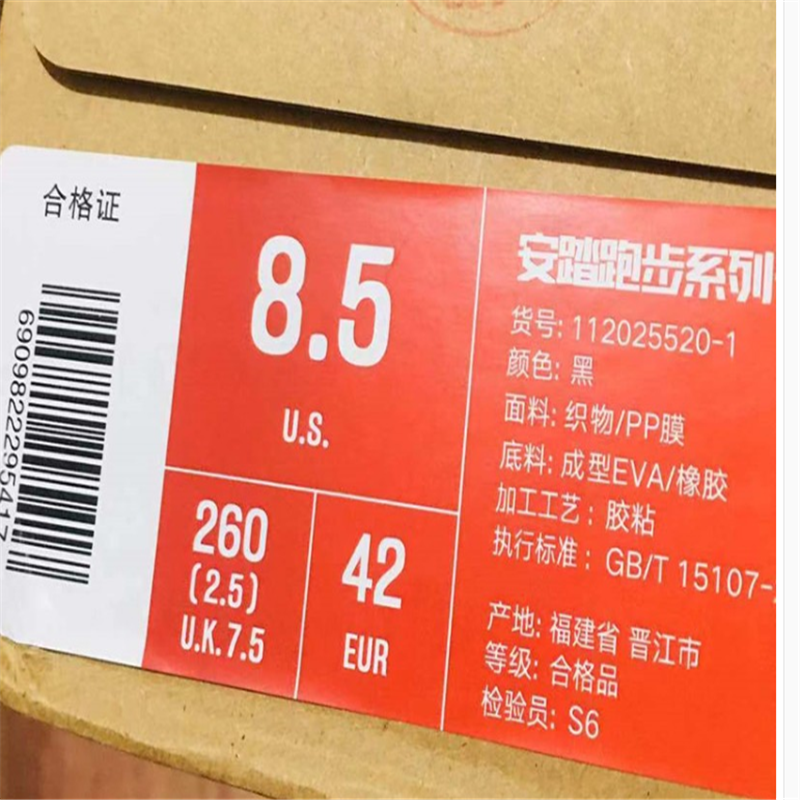 合格证
6909822295417
8.5
U.S.
260
(2.5)
U.K.7.5
42
EUR
安踏跑步系列
货号: 112025520-1
颜色: 黑
面料: 织物/PP膜
底料: 成型EVA/橡胶
加工工艺: 胶粘
执行标准: GB/T 15107-
产地: 福建省 晋江市
等级: 合格品
检验员: S6